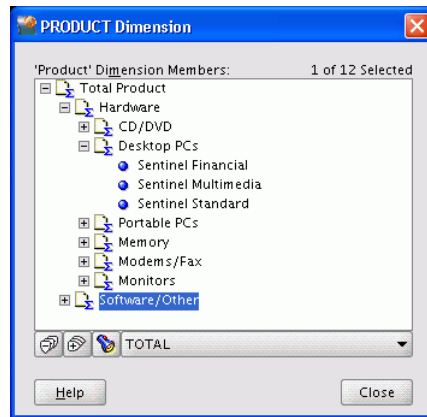 PRODUCT Dimension
'Product' Dimension Members: 1 of 12 Selected
Total Product
Hardware
CD/DVD
Desktop PCs
Sentinel Financial
Sentinel Multimedia
Sentinel Standard
Portable PCs
Memory
Modems/Fax
Monitors
Software/Other
TOTAL
Help Close